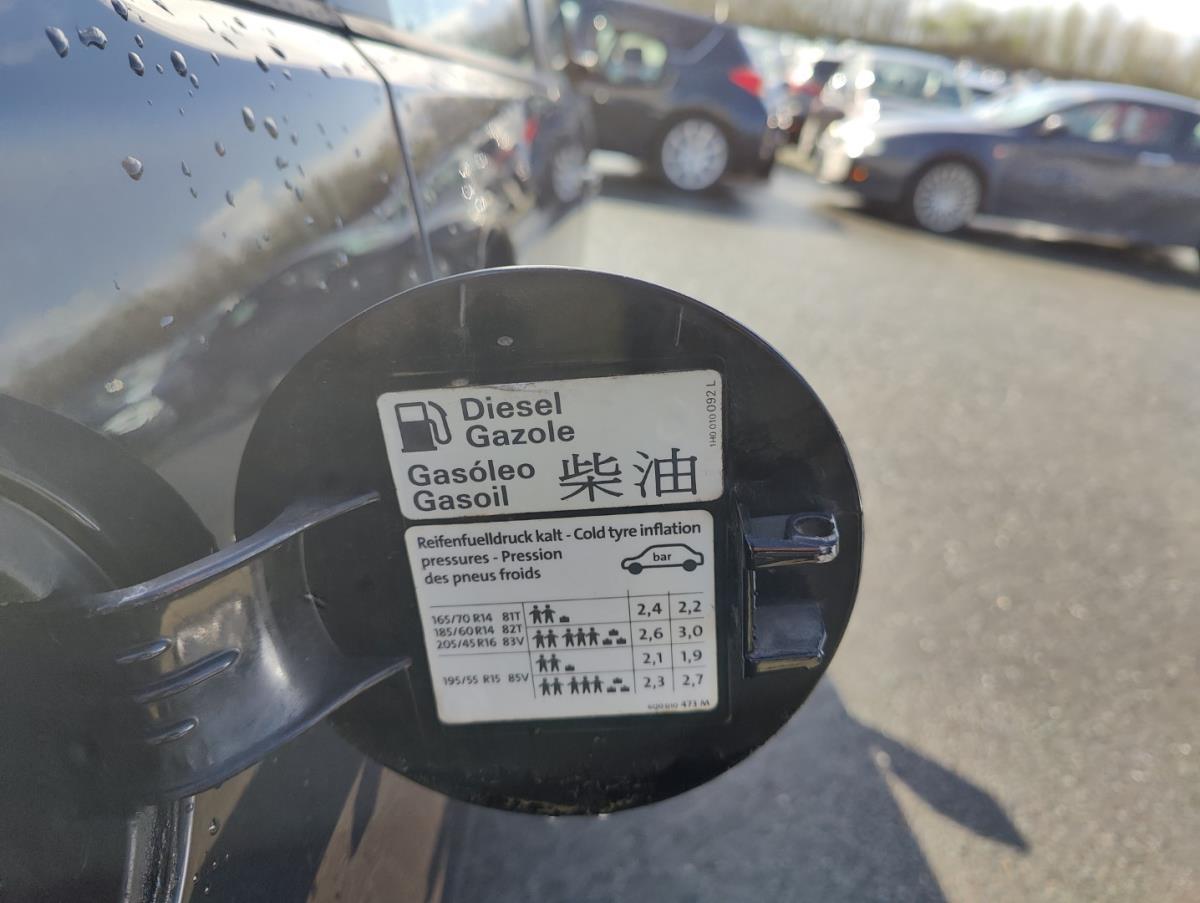 Diesel
Gazole
Gasóleo
Gasoil
柴油
1H0 010 092 L
Reifenfuelldruck kalt - Cold tyre inflation
pressures - Pression
des pneus froids
bar
165/70 R14 81T 2,4 2,2
185/60 R14 82T
205/45 R16 83V 2,6 3,0
2,1 1,9
195/55 R15 85V 2,3 2,7
6Q0 010 473 M